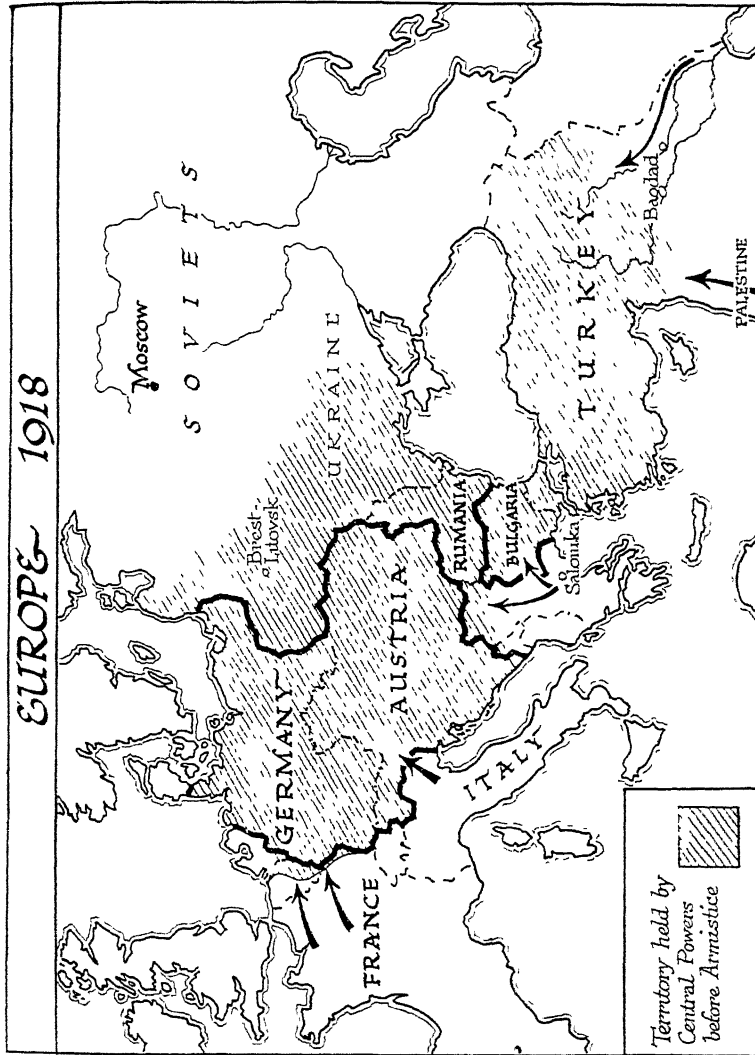 EUROPE 1918
Moscow
SOVIETS
UKRAINE
Brest
Litovsk
GERMANY
AUSTRIA
RUMANIA
BULGARIA
Salonika
TURKEY
Bagdad
PALESTINE
ITALY
FRANCE
Territory held by
Central Powers
before Armistice